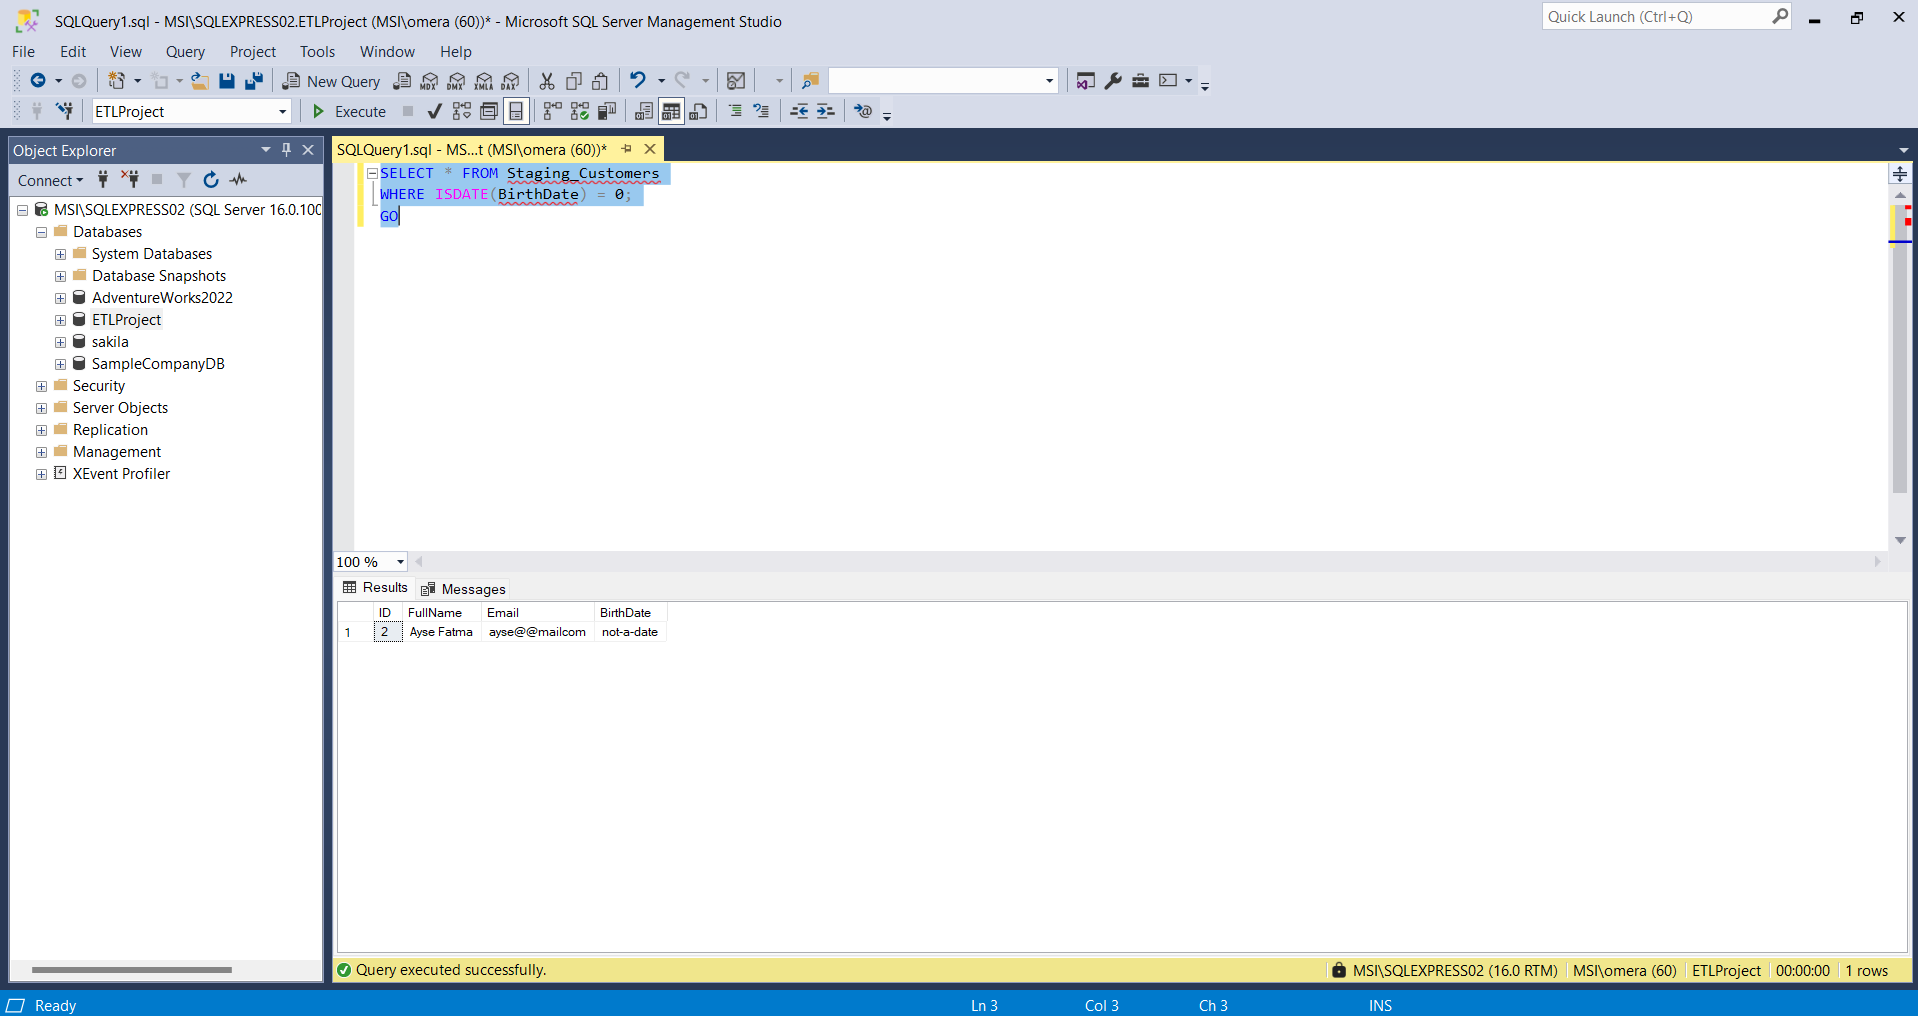 SQLQuery1.sql - MSI\SQLEXPRESS02.ETLProject (MSI\omera (60))* - Microsoft SQL Server Management Studio
Quick Launch (Ctrl+Q)
File Edit View Query Project Tools Window Help
New Query MDX DMX XMLA DAX
ETLProject Execute
Object Explorer
Connect
MSI\SQLEXPRESS02 (SQL Server 16.0.100
Databases
System Databases
Database Snapshots
AdventureWorks2022
ETLProject
sakila
SampleCompanyDB
Security
Server Objects
Replication
Management
XEvent Profiler
SQLQuery1.sql - MS...t (MSI\omera (60))*
SELECT * FROM Staging_Customers
WHERE ISDATE(BirthDate) = 0;
GO
100 %
Results Messages
ID FullName Email BirthDate
1 2 Ayse Fatma ayse@@mailcom not-a-date
Query executed successfully. MSI\SQLEXPRESS02 (16.0 RTM) MSI\omera (60) ETLProject 00:00:00 1 rows
Ready Ln 3 Col 3 Ch 3 INS